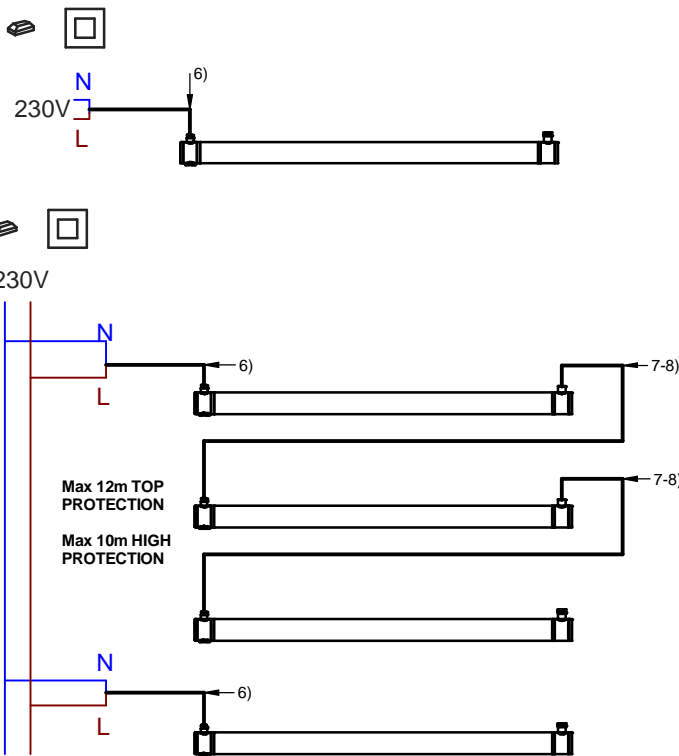 6)
N
230V
L
230V
N
6)
7-8)
L
Max 12m TOP
PROTECTION
7-8)
Max 10m HIGH
PROTECTION
N
6)
L